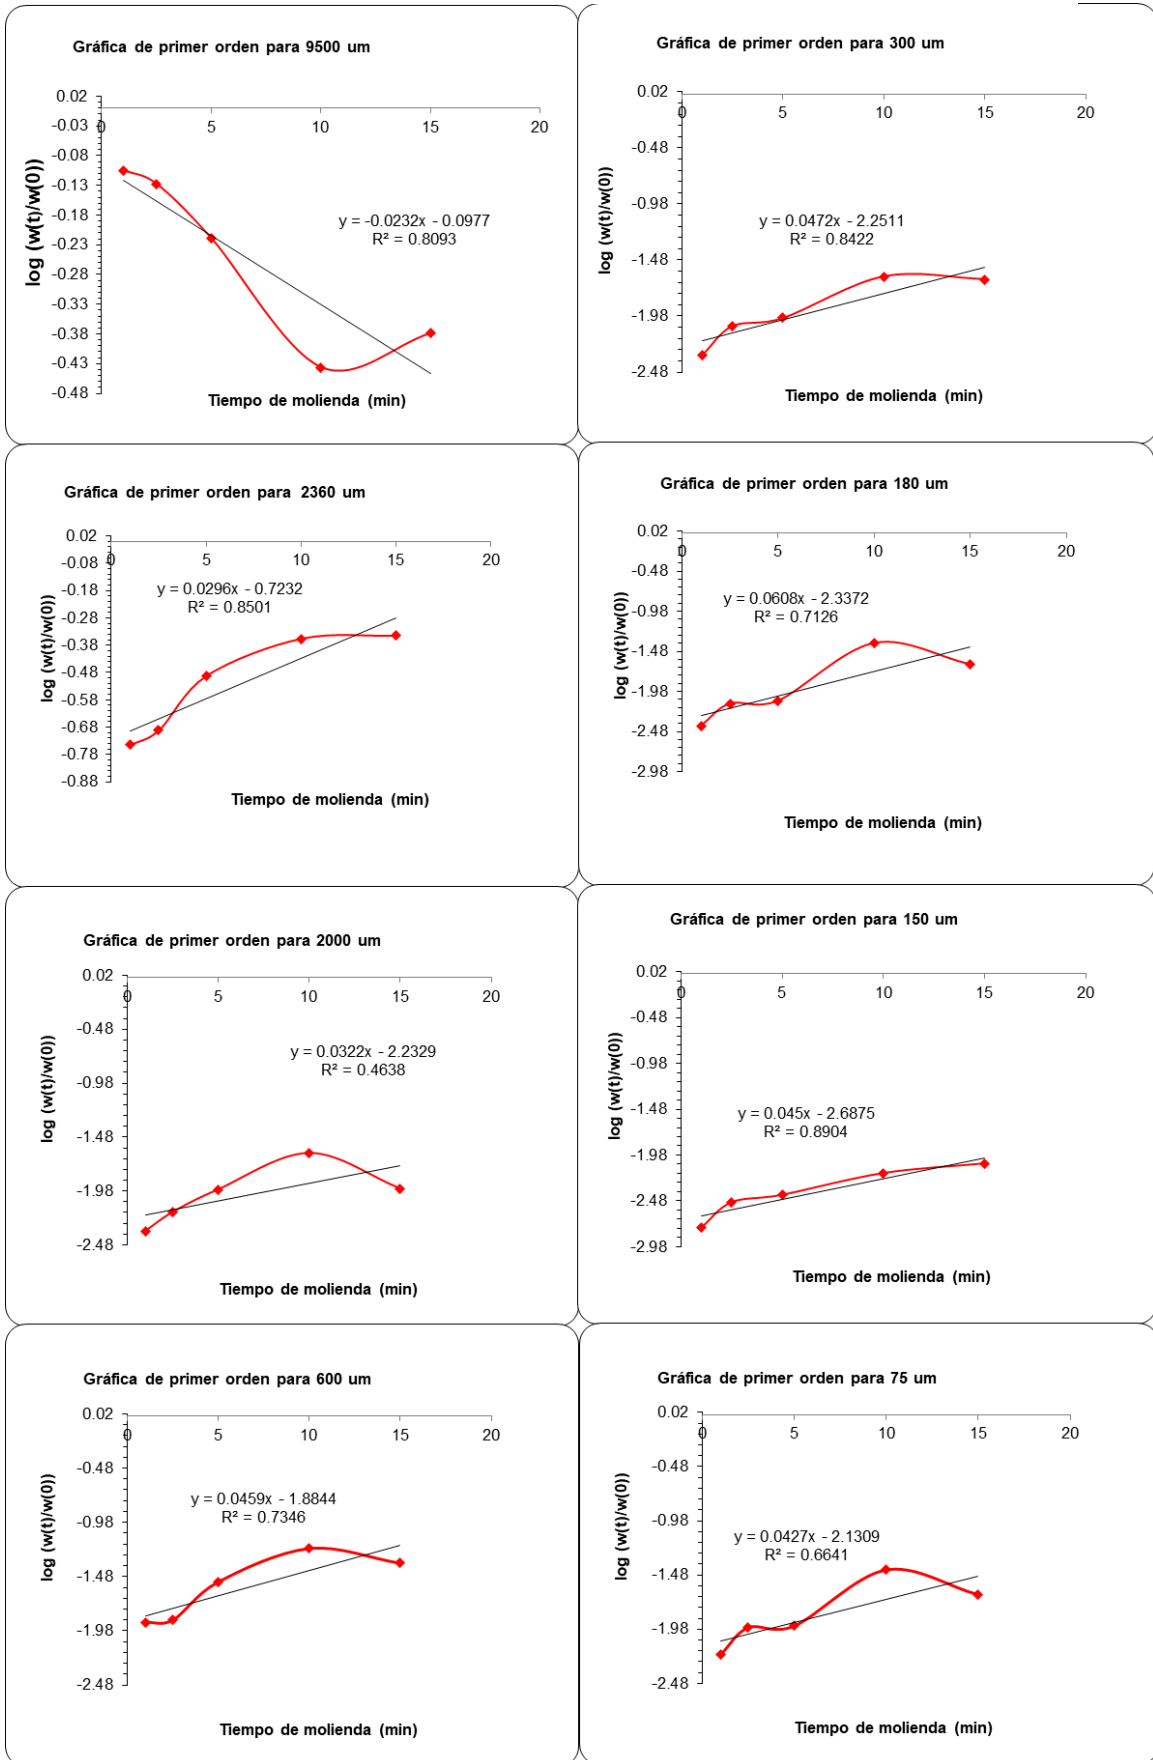 Gráfica de primer orden para 9500 um
0.02
-0.03
-0.08
-0.13
-0.18
-0.23
-0.28
-0.33
-0.38
-0.43
-0.48
0 5 10 15 20
log (w(t)/w(0))
y = -0.0232x - 0.0977
R² = 0.8093
Tiempo de molienda (min)
Gráfica de primer orden para 300 um
0.02
-0.48
-0.98
-1.48
-1.98
-2.48
0 5 10 15 20
log (w(t)/w(0))
y = 0.0472x - 2.2511
R² = 0.8422
Tiempo de molienda (min)
Gráfica de primer orden para 2360 um
0.02
-0.08
-0.18
-0.28
-0.38
-0.48
-0.58
-0.68
-0.78
-0.88
0 5 10 15 20
log (w(t)/w(0))
y = 0.0296x - 0.7232
R² = 0.8501
Tiempo de molienda (min)
Gráfica de primer orden para 180 um
0.02
-0.48
-0.98
-1.48
-1.98
-2.48
-2.98
0 5 10 15 20
log (w(t)/w(0))
y = 0.0608x - 2.3372
R² = 0.7126
Tiempo de molienda (min)
Gráfica de primer orden para 2000 um
0.02
-0.48
-0.98
-1.48
-1.98
-2.48
0 5 10 15 20
log (w(t)/w(0))
y = 0.0322x - 2.2329
R² = 0.4638
Tiempo de molienda (min)
Gráfica de primer orden para 150 um
0.02
-0.48
-0.98
-1.48
-1.98
-2.48
-2.98
0 5 10 15 20
log (w(t)/w(0))
y = 0.045x - 2.6875
R² = 0.8904
Tiempo de molienda (min)
Gráfica de primer orden para 600 um
0.02
-0.48
-0.98
-1.48
-1.98
-2.48
0 5 10 15 20
log (w(t)/w(0))
y = 0.0459x - 1.8844
R² = 0.7346
Tiempo de molienda (min)
Gráfica de primer orden para 75 um
0.02
-0.48
-0.98
-1.48
-1.98
-2.48
0 5 10 15 20
log (w(t)/w(0))
y = 0.0427x - 2.1309
R² = 0.6641
Tiempo de molienda (min)